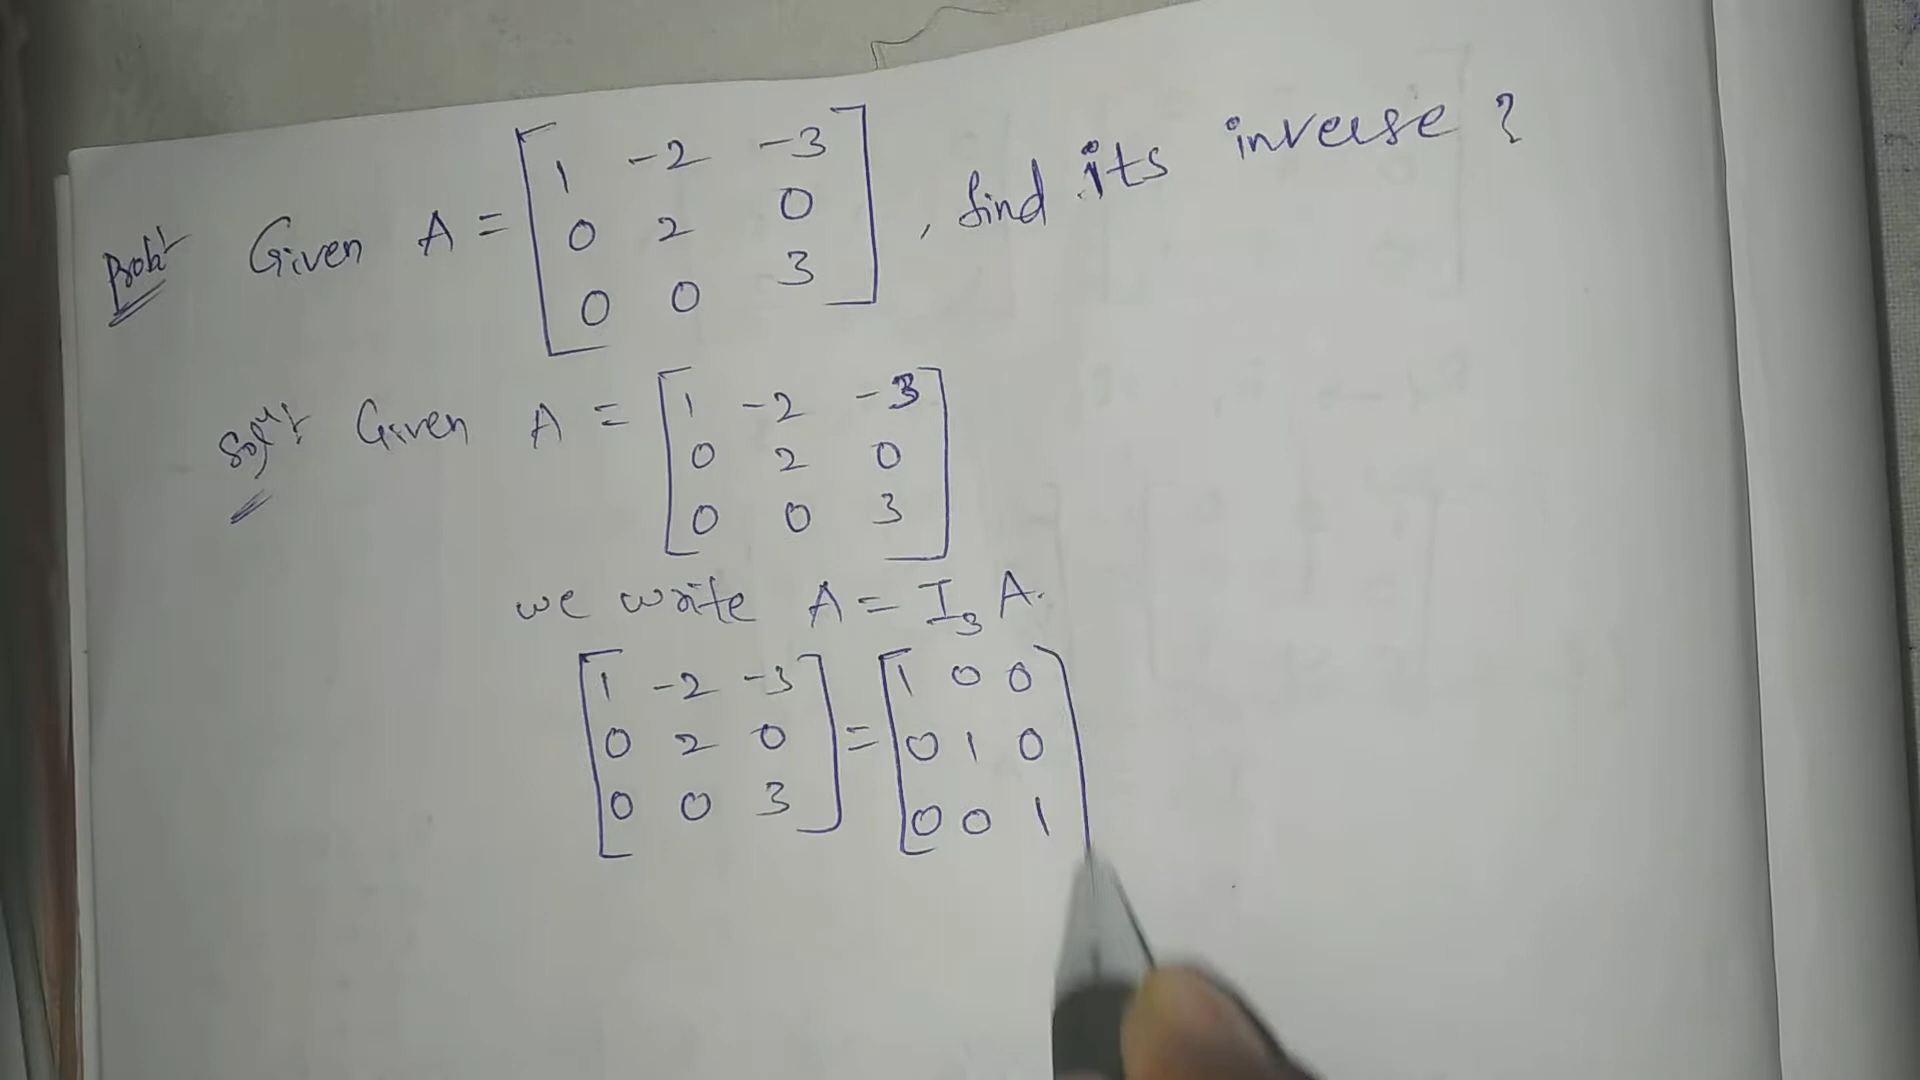 Prob:- Given A = [1 -2 -3 , find its inverse ?
0 2 0
0 0 3]
Sol:- Given A = [1 -2 -3
0 2 0
0 0 3]
we write A = I₃ A.
[1 -2 -3 = [1 0 0
0 2 0 0 1 0
0 0 3] 0 0 1]